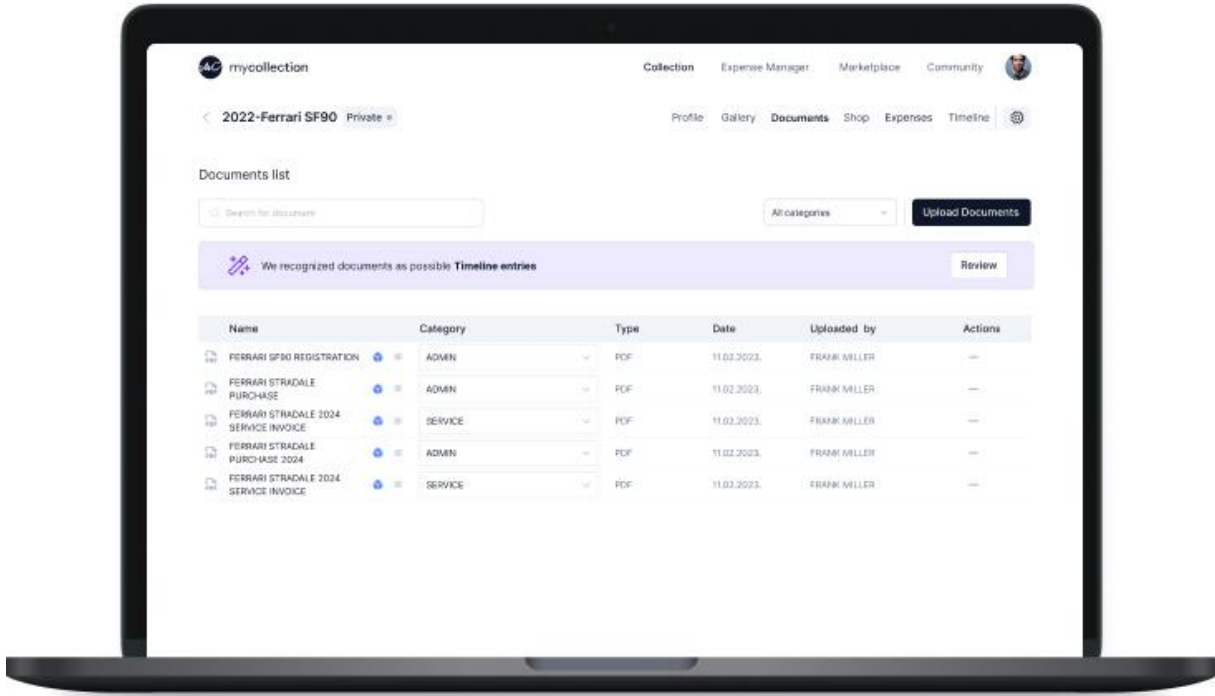 mycollection
Collection Expense Manager Marketplace Community
2022-Ferrari SF90 Private
Profile Gallery Documents Shop Expenses Timeline
Documents list
Search for document
All categories
Upload Documents
We recognized documents as possible Timeline entries
Review
Name Category Type Date Uploaded by Actions
FERRARI SF90 REGISTRATION ADMIN PDF 11.02.2023. FRANK MILLER
FERRARI STRADALE
PURCHASE
ADMIN PDF 11.02.2023. FRANK MILLER
FERRARI STRADALE 2024
SERVICE INVOICE
SERVICE PDF 11.02.2023. FRANK MILLER
FERRARI STRADALE
PURCHASE 2024
ADMIN PDF 11.02.2023. FRANK MILLER
FERRARI STRADALE 2024
SERVICE INVOICE
SERVICE PDF 11.02.2023. FRANK MILLER